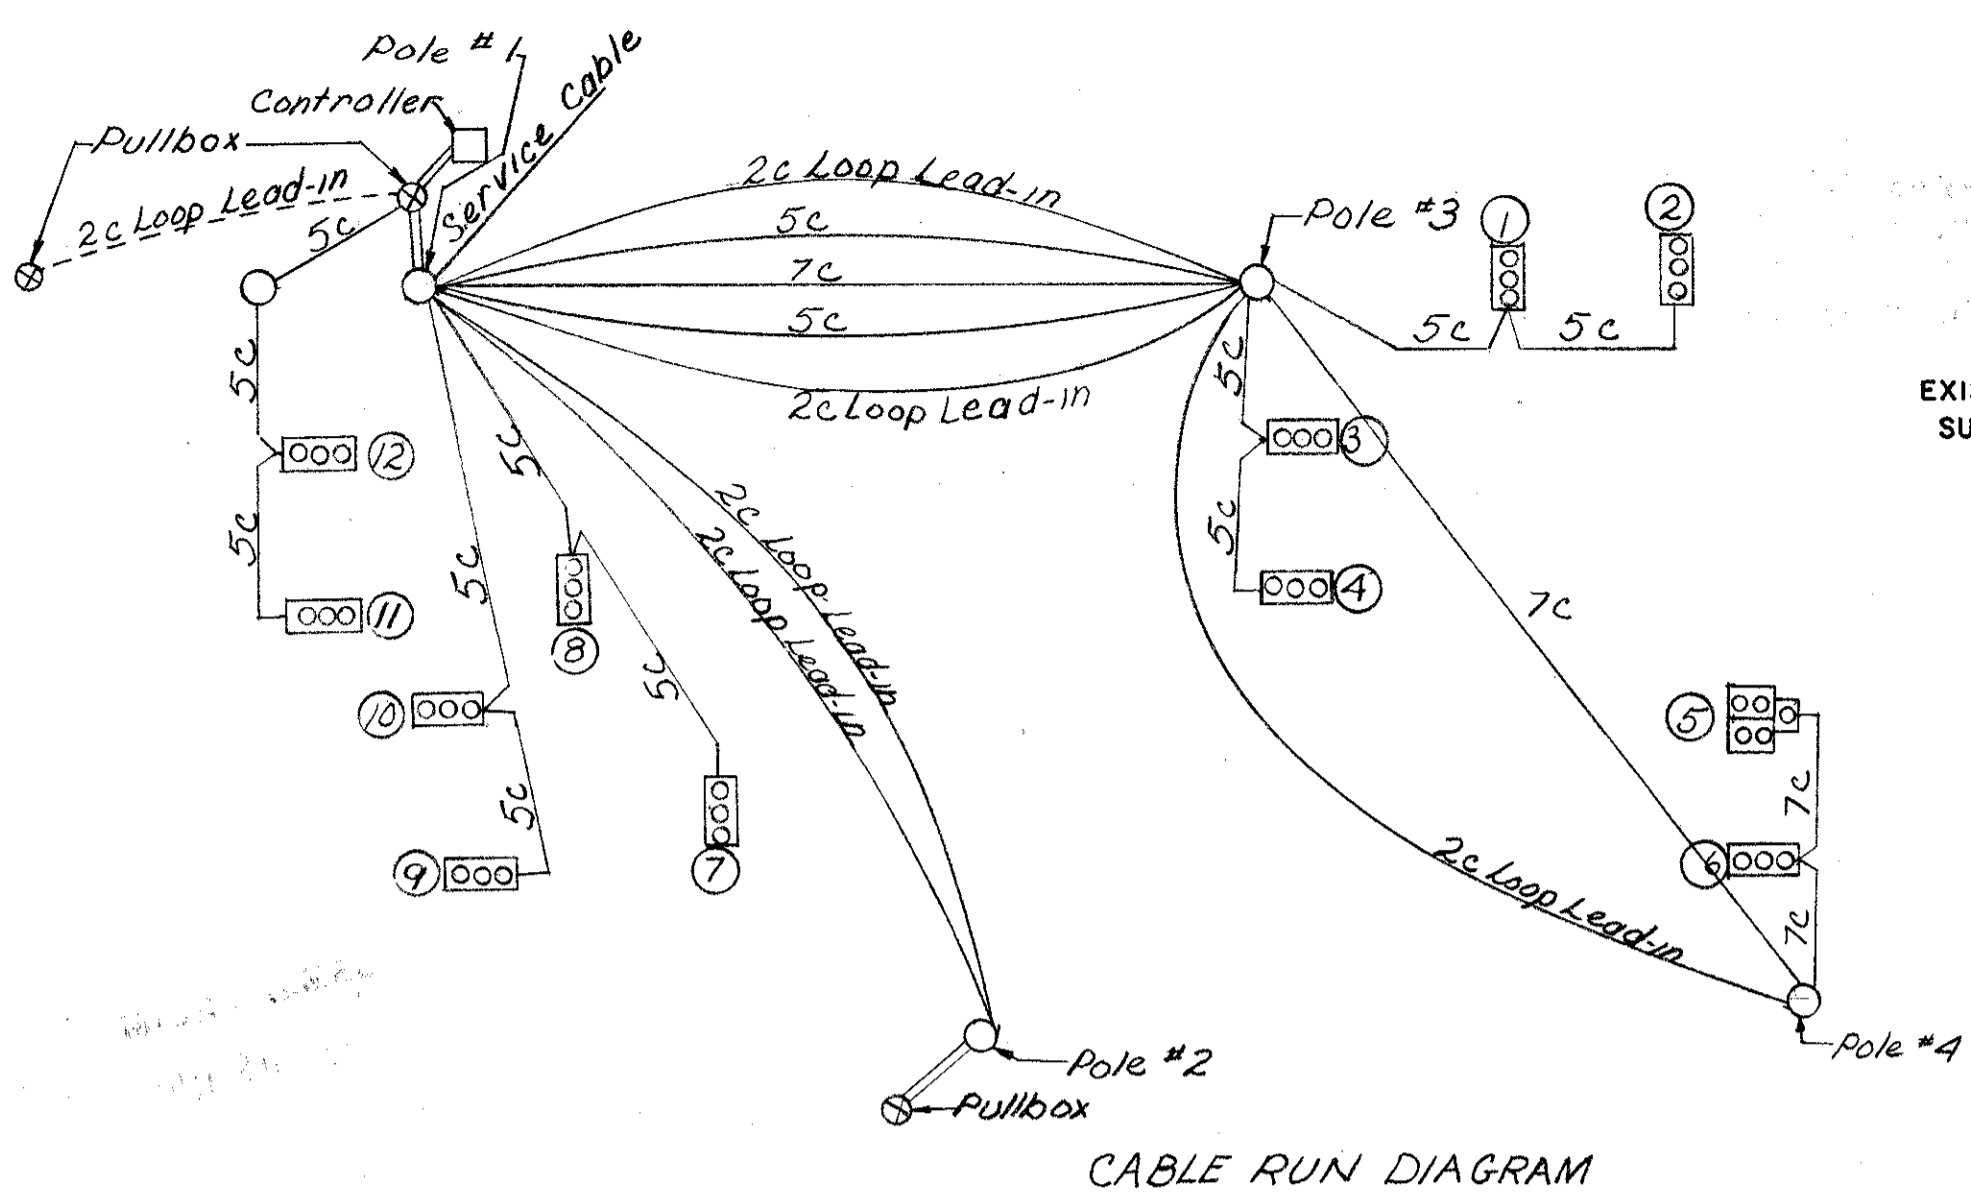 Pole #1
Controller
Pullbox
2c Loop Lead-in
5c
Service Cable
2c Loop Lead-in
5c
7c
5c
2c Loop Lead-in
Pole #3
1
2
5c
5c
5c
3
5c
4
7c
5c
12
5c
11
5c
10
5c
9
5c
8
5c
7
2c Loop Lead-in
2c Loop Lead-in
2c Loop Lead-in
5
7c
6
7c
Pole #4
Pole #2
Pullbox
EXIS
SU
CABLE RUN DIAGRAM